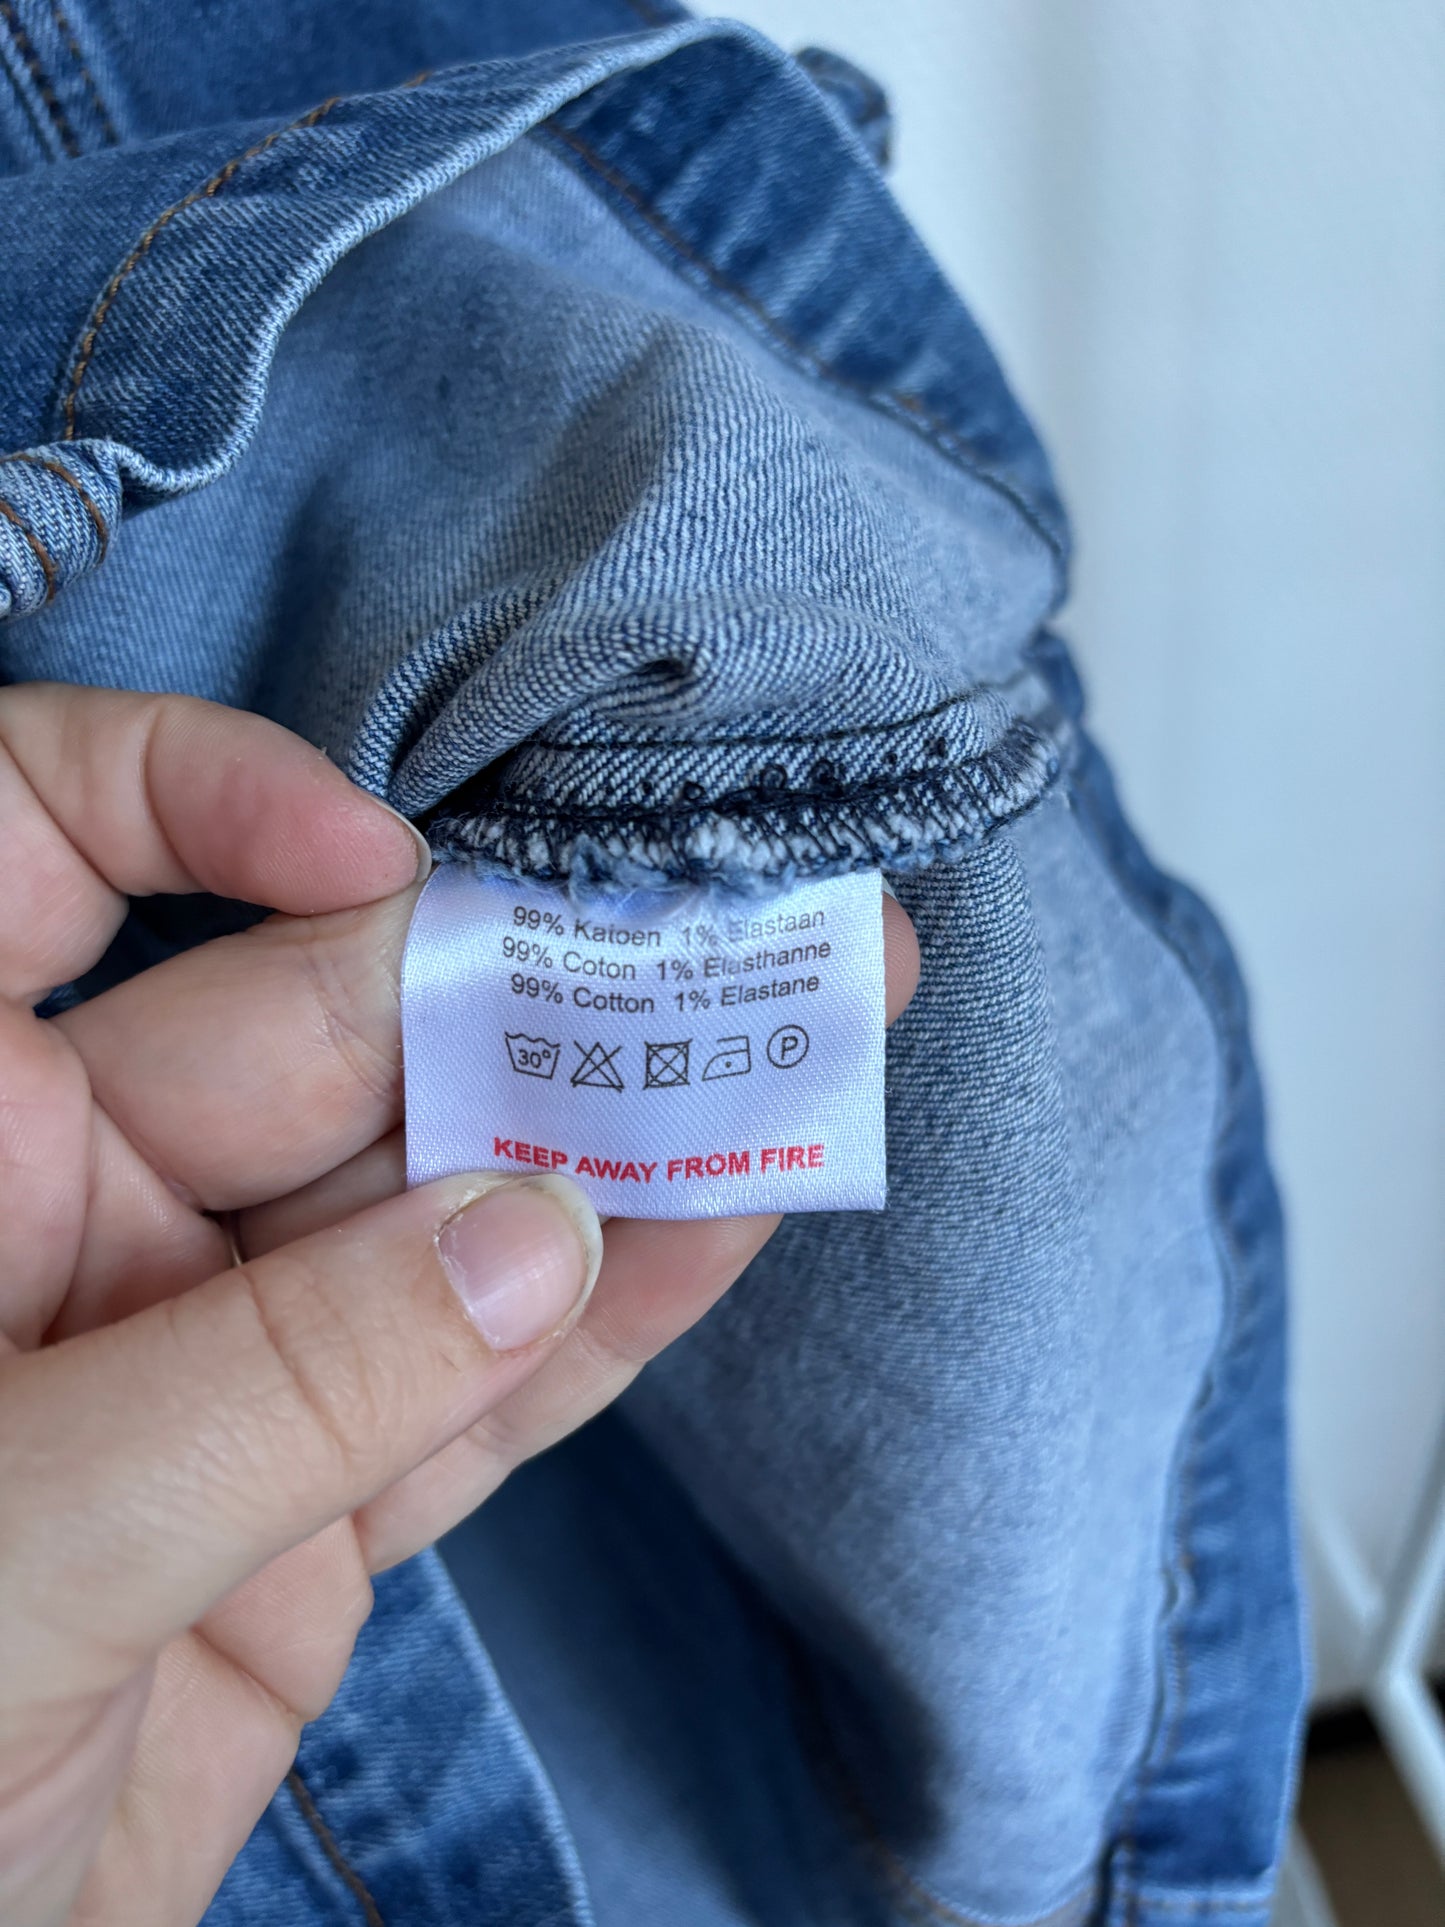 99% Katoen 1% Elastaan
99% Coton 1% Elasthanne
99% Cotton 1% Elastane
30° P
KEEP AWAY FROM FIRE